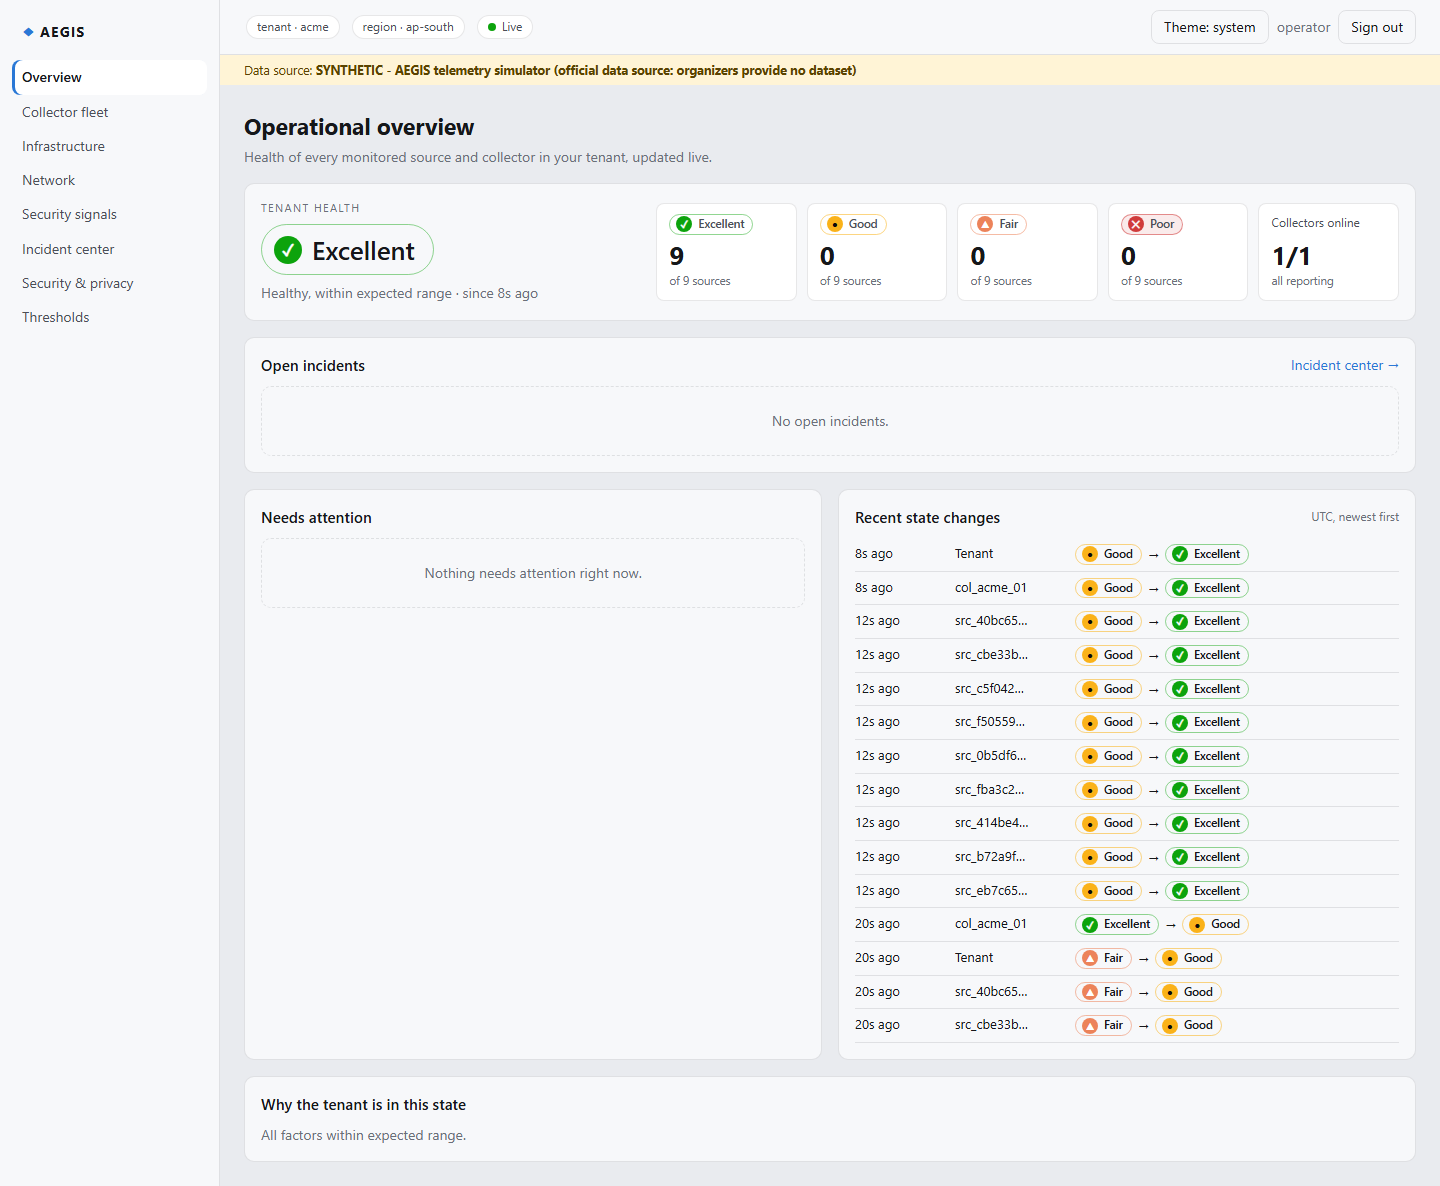 AEGIS
Overview
Collector fleet
Infrastructure
Network
Security signals
Incident center
Security & privacy
Thresholds
tenant · acme
region · ap-south
Live
Theme: system
operator
Sign out
Data source: SYNTHETIC - AEGIS telemetry simulator (official data source: organizers provide no dataset)
Operational overview
Health of every monitored source and collector in your tenant, updated live.
TENANT HEALTH
Excellent
Healthy, within expected range · since 8s ago
Excellent
9
of 9 sources
Good
0
of 9 sources
Fair
0
of 9 sources
Poor
0
of 9 sources
Collectors online
1/1
all reporting
Open incidents
Incident center →
No open incidents.
Needs attention
Nothing needs attention right now.
Recent state changes
UTC, newest first
8s ago Tenant Good → Excellent
8s ago col_acme_01 Good → Excellent
12s ago src_40bc65... Good → Excellent
12s ago src_cbe33b... Good → Excellent
12s ago src_c5f042... Good → Excellent
12s ago src_f50559... Good → Excellent
12s ago src_0b5df6... Good → Excellent
12s ago src_fba3c2... Good → Excellent
12s ago src_414be4... Good → Excellent
12s ago src_b72a9f... Good → Excellent
12s ago src_eb7c65... Good → Excellent
20s ago col_acme_01 Excellent → Good
20s ago Tenant Fair → Good
20s ago src_40bc65... Fair → Good
20s ago src_cbe33b... Fair → Good
Why the tenant is in this state
All factors within expected range.